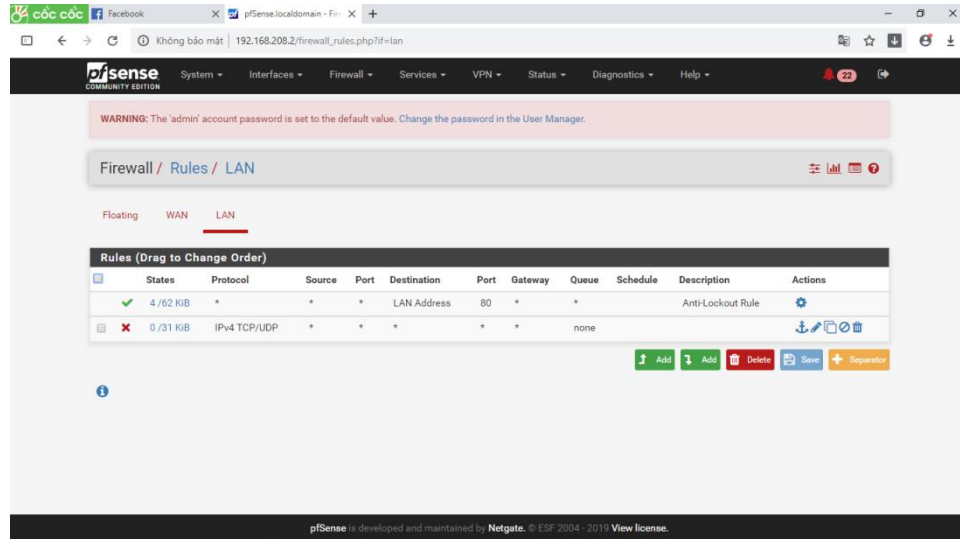 cốc cốc Facebook pfSense.localdomain - Fir
Không bảo mật 192.168.208.2/firewall_rules.php?if=lan
pfsense System Interfaces Firewall Services VPN Status Diagnostics Help 22
COMMUNITY EDITION
WARNING: The 'admin' account password is set to the default value. Change the password in the User Manager.
Firewall / Rules / LAN
Floating WAN LAN
Rules (Drag to Change Order)
States Protocol Source Port Destination Port Gateway Queue Schedule Description Actions
4 /62 KiB * * * LAN Address 80 * * Anti-Lockout Rule
0 /31 KiB IPv4 TCP/UDP * * * * * none
Add Add Delete Save Separator
pfSense is developed and maintained by Netgate. © ESF 2004 - 2019 View license.